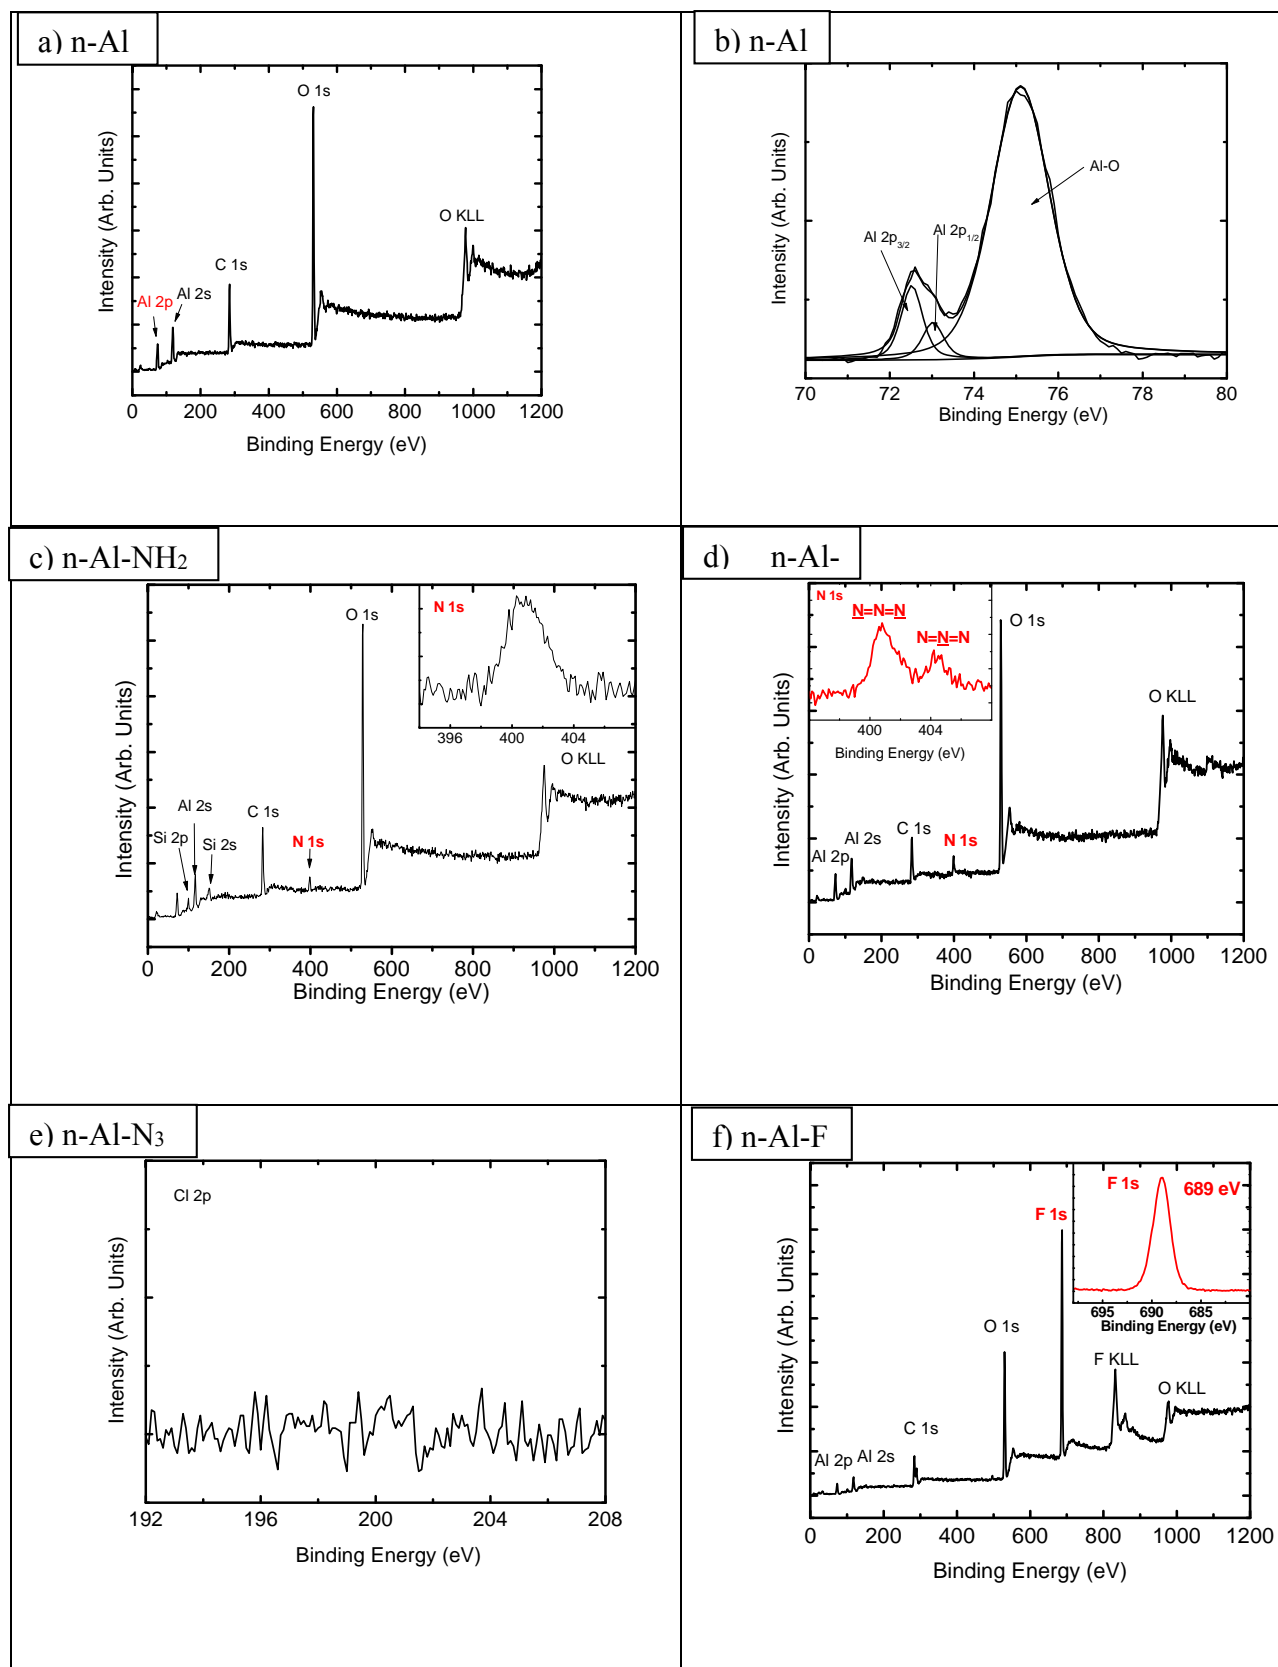 a) n-Al
Intensity (Arb. Units)
O 1s
O KLL
C 1s
Al 2p
Al 2s
0 200 400 600 800 1000 1200
Binding Energy (eV)
b) n-Al
Intensity (Arb. Units)
Al-O
Al 2p3/2
Al 2p1/2
70 72 74 76 78 80
Binding Energy (eV)
c) n-Al-NH2
Intensity (Arb. Units)
N 1s
396 400 404
O 1s
O KLL
Al 2s
C 1s
Si 2p
Si 2s
N 1s
0 200 400 600 800 1000 1200
Binding Energy (eV)
d) n-Al-
Intensity (Arb. Units)
N 1s
N=N=N
N=N=N
400 404
Binding Energy (eV)
O 1s
O KLL
Al 2s
C 1s
N 1s
Al 2p
0 200 400 600 800 1000 1200
Binding Energy (eV)
e) n-Al-N3
Intensity (Arb. Units)
Cl 2p
192 196 200 204 208
Binding Energy (eV)
f) n-Al-F
Intensity (Arb. Units)
F 1s
689 eV
695 690 685
Binding Energy (eV)
F 1s
O 1s
F KLL
O KLL
C 1s
Al 2p
Al 2s
0 200 400 600 800 1000 1200
Binding Energy (eV)